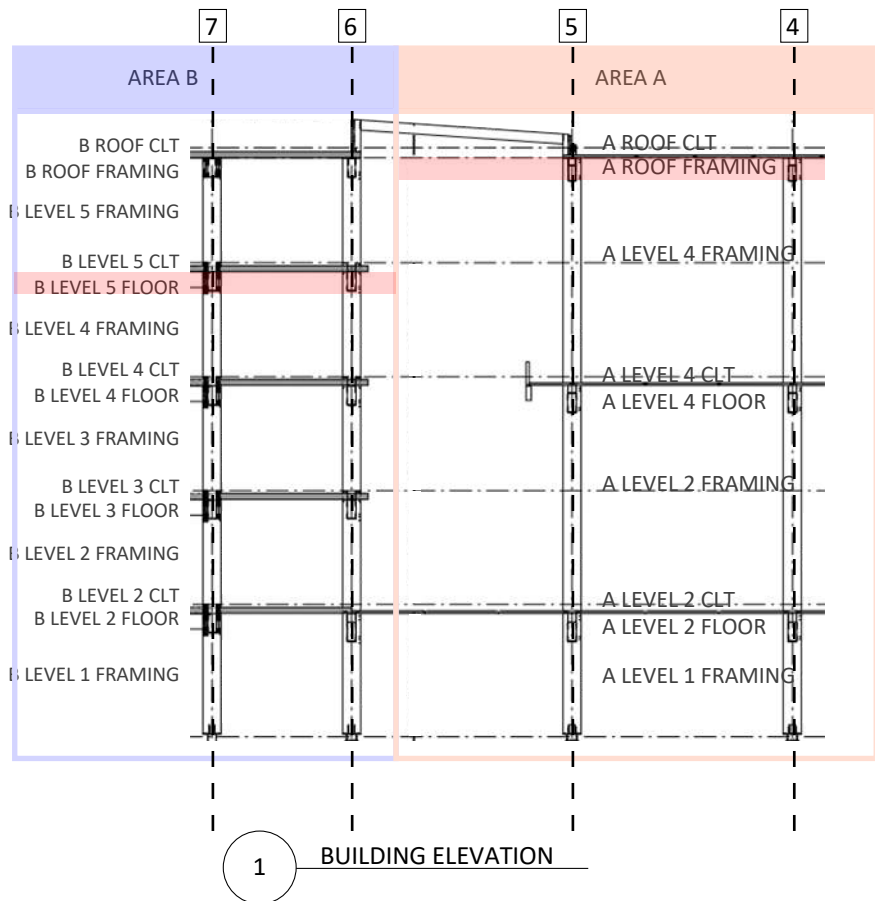 7
6
5
4
AREA B
AREA A
B ROOF CLT
B ROOF FRAMING
B LEVEL 5 FRAMING
B LEVEL 5 CLT
B LEVEL 5 FLOOR
B LEVEL 4 FRAMING
B LEVEL 4 CLT
B LEVEL 4 FLOOR
B LEVEL 3 FRAMING
B LEVEL 3 CLT
B LEVEL 3 FLOOR
B LEVEL 2 FRAMING
B LEVEL 2 CLT
B LEVEL 2 FLOOR
B LEVEL 1 FRAMING
A ROOF CLT
A ROOF FRAMING
A LEVEL 4 FRAMING
A LEVEL 4 CLT
A LEVEL 4 FLOOR
A LEVEL 2 FRAMING
A LEVEL 2 CLT
A LEVEL 2 FLOOR
A LEVEL 1 FRAMING
1
BUILDING ELEVATION